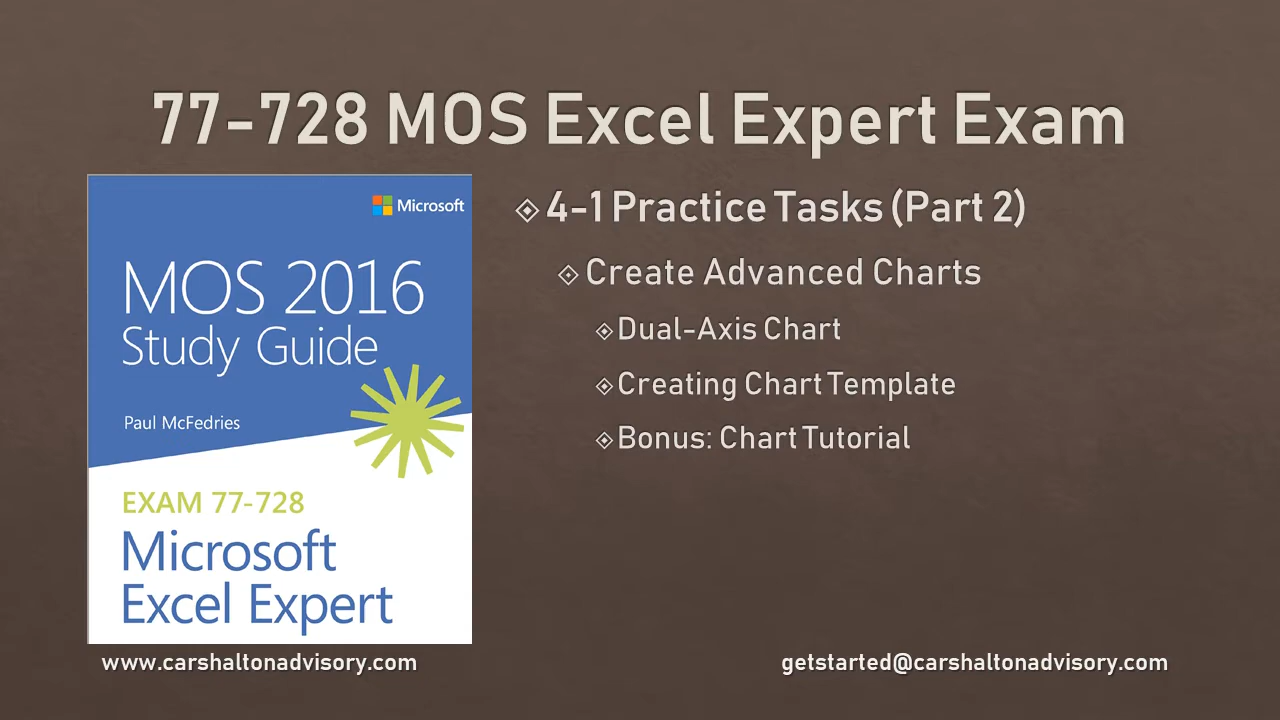 77-728 MOS Excel Expert Exam
Microsoft
MOS 2016
Study Guide
Paul McFedries
EXAM 77-728
Microsoft
Excel Expert
4-1 Practice Tasks (Part 2)
Create Advanced Charts
Dual-Axis Chart
Creating Chart Template
Bonus: Chart Tutorial
www.carshaltonadvisory.com
getstarted@carshaltonadvisory.com